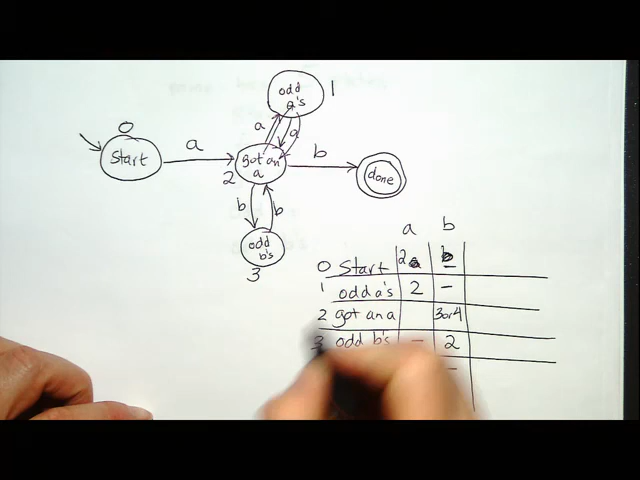 odd
a's
1
0
start
a
a
a
got an
a
2
b
done
b
b
odd
b's
3
a b
0 Start 2
1 odd a's 2 -
2 got an a 3 or 4
3 odd b's - 2
-